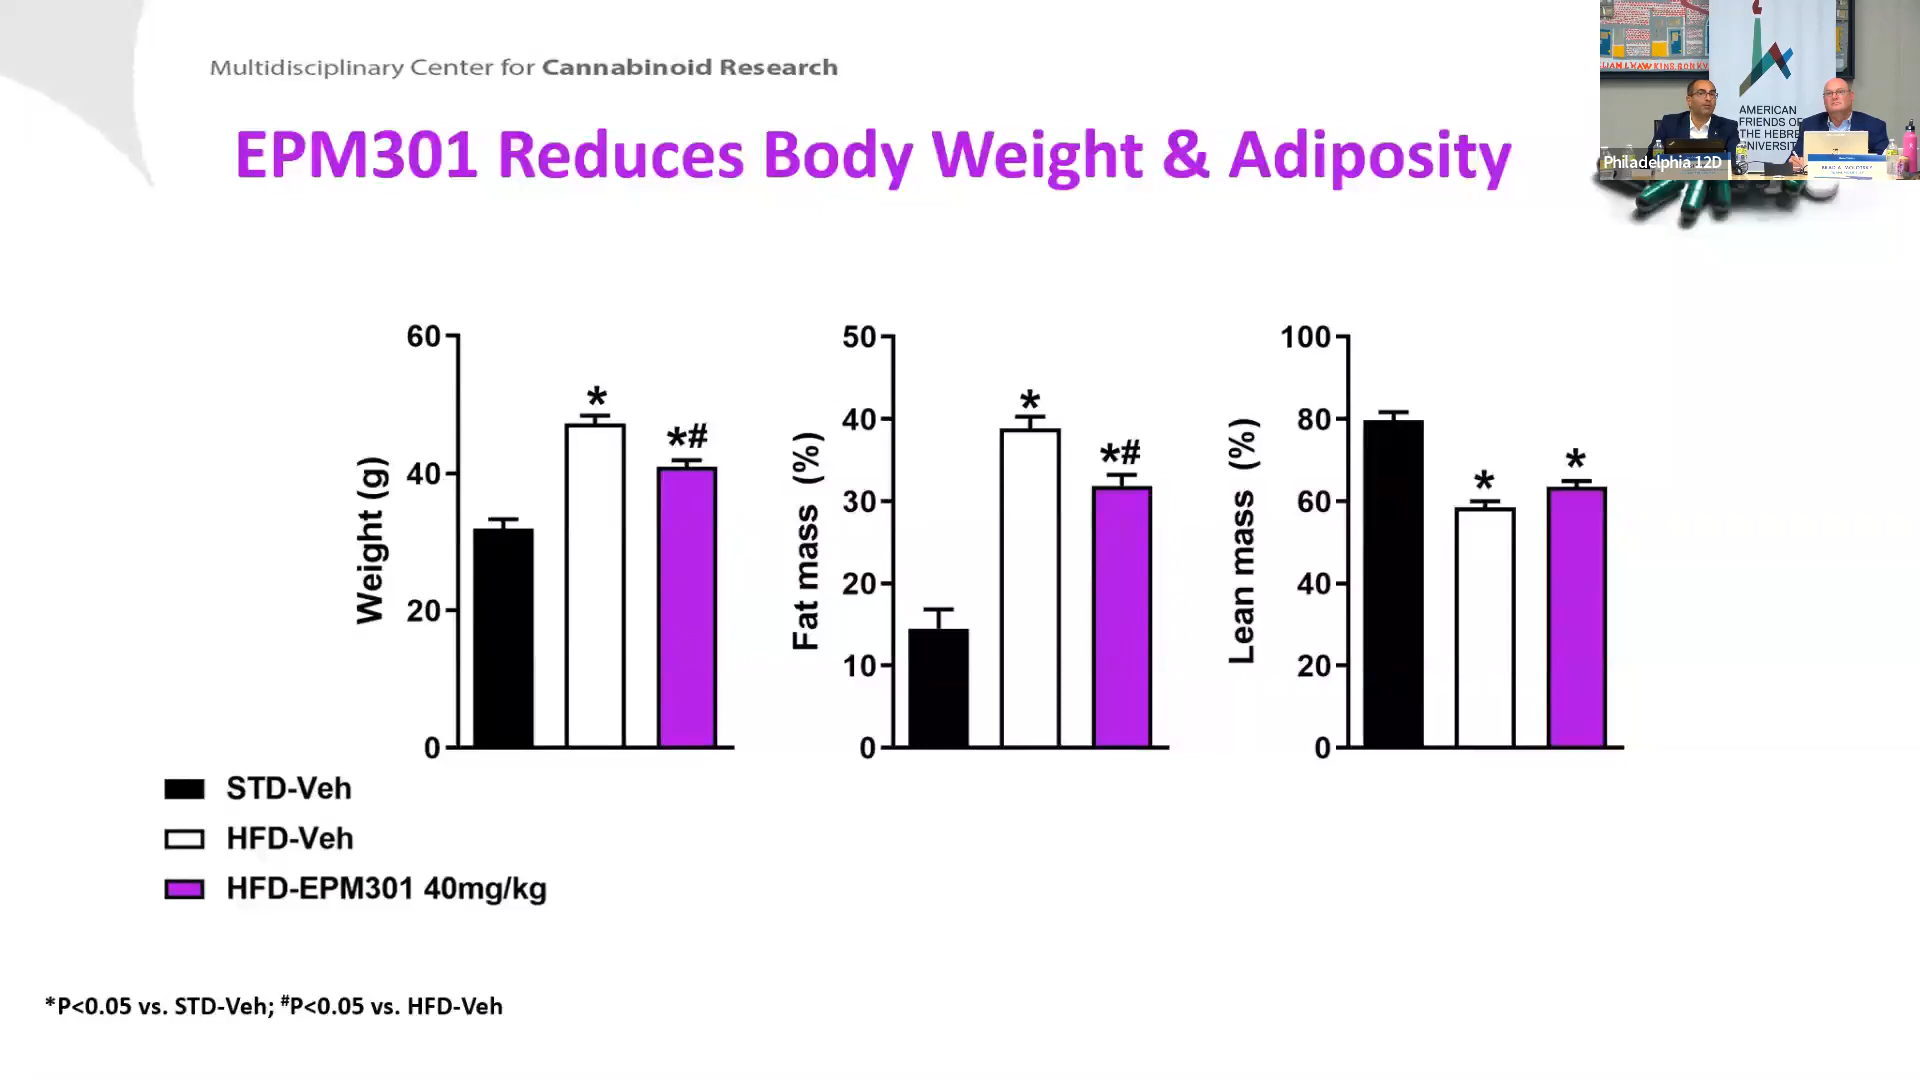 Multidisciplinary Center for Cannabinoid Research
EPM301 Reduces Body Weight & Adiposity
AMERICAN
FRIENDS OF
THE HEBRE
UNIVERSIT
Philadelphia 12D
Weight (g)
60
40
20
0
*
*#
Fat mass (%)
50
40
30
20
10
0
*
*#
Lean mass (%)
100
80
60
40
20
0
*
*
STD-Veh
HFD-Veh
HFD-EPM301 40mg/kg
*P<0.05 vs. STD-Veh; #P<0.05 vs. HFD-Veh